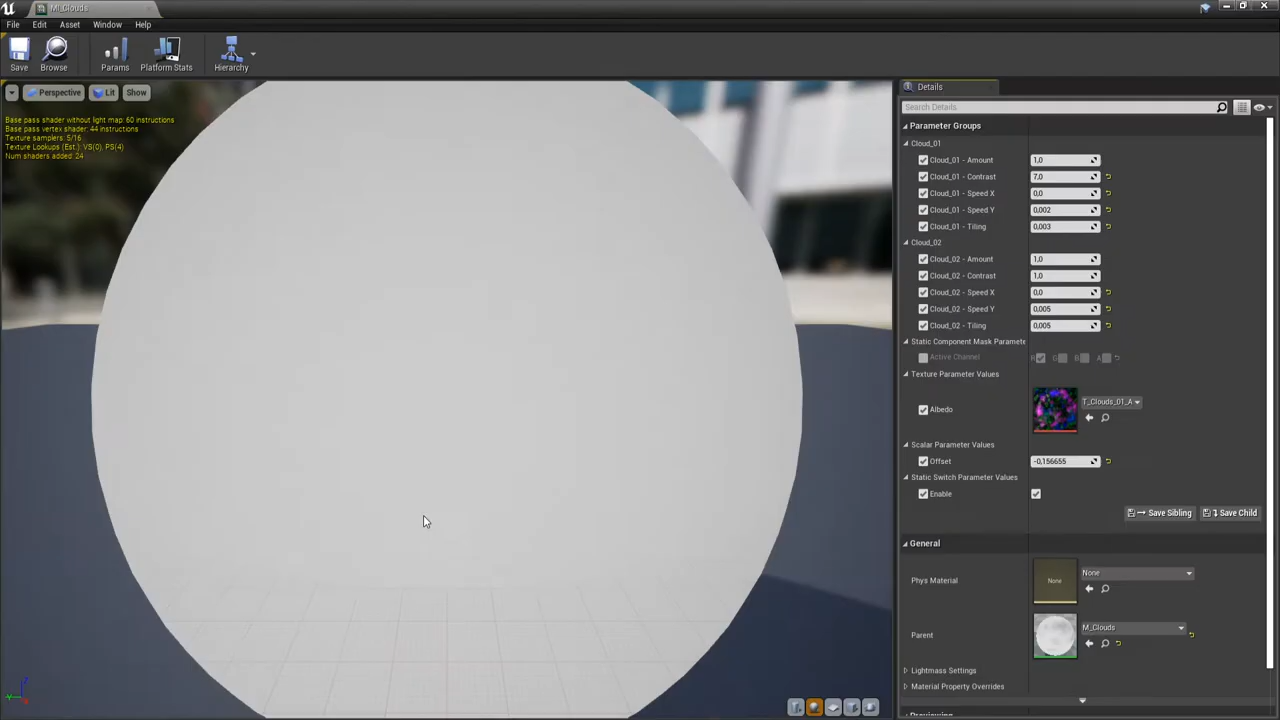 MI_Clouds
File Edit Asset Window Help
Save Browse Params Platform Stats Hierarchy
Perspective Lit Show
Base pass shader without light map: 60 instructions
Base pass vertex shader: 44 instructions
Texture samplers: 5/16
Texture Lookups (Est.): VS(0), PS(4)
Num shaders added: 24
Details
Search Details
Parameter Groups
Cloud_01
Cloud_01 - Amount 1,0
Cloud_01 - Contrast 7,0
Cloud_01 - Speed X 0,0
Cloud_01 - Speed Y 0,002
Cloud_01 - Tiling 0,003
Cloud_02
Cloud_02 - Amount 1,0
Cloud_02 - Contrast 1,0
Cloud_02 - Speed X 0,0
Cloud_02 - Speed Y 0,005
Cloud_02 - Tiling 0,005
Static Component Mask Paramete
Active Channel R G B A
Texture Parameter Values
Albedo T_Clouds_01_A
Scalar Parameter Values
Offset -0,156655
Static Switch Parameter Values
Enable
Save Sibling Save Child
General
Phys Material None None
Parent M_Clouds
Lightmass Settings
Material Property Overrides
Previewing